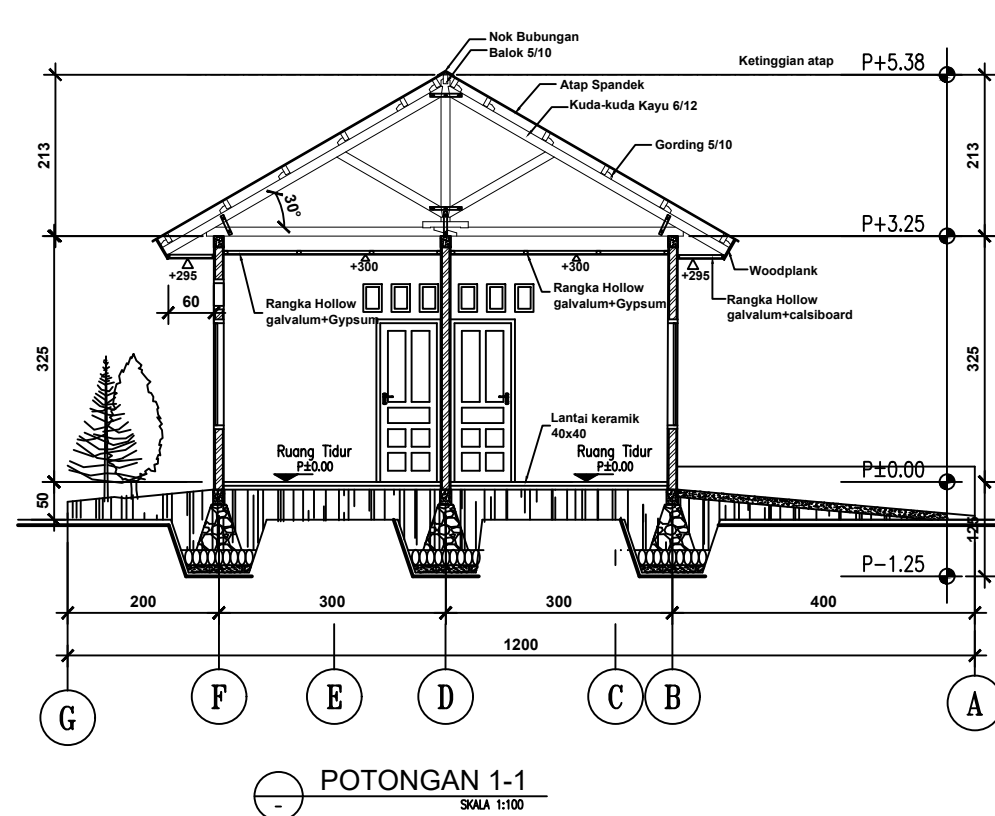 Nok Bubungan
Balok 5/10
Ketinggian atap
P+5.38
Atap Spandek
Kuda-kuda Kayu 6/12
213
Gording 5/10
213
30°
P+3.25
+295
+300
+300
+295
Woodplank
60
Rangka Hollow
galvalum+Gypsum
Rangka Hollow
galvalum+Gypsum
Rangka Hollow
galvalum+calsiboard
325
325
Lantai keramik
40x40
Ruang Tidur
P±0.00
Ruang Tidur
P±0.00
P±0.00
50
125
P-1.25
200
300
300
400
1200
G
F
E
D
C
B
A
POTONGAN 1-1
-
SKALA 1:100